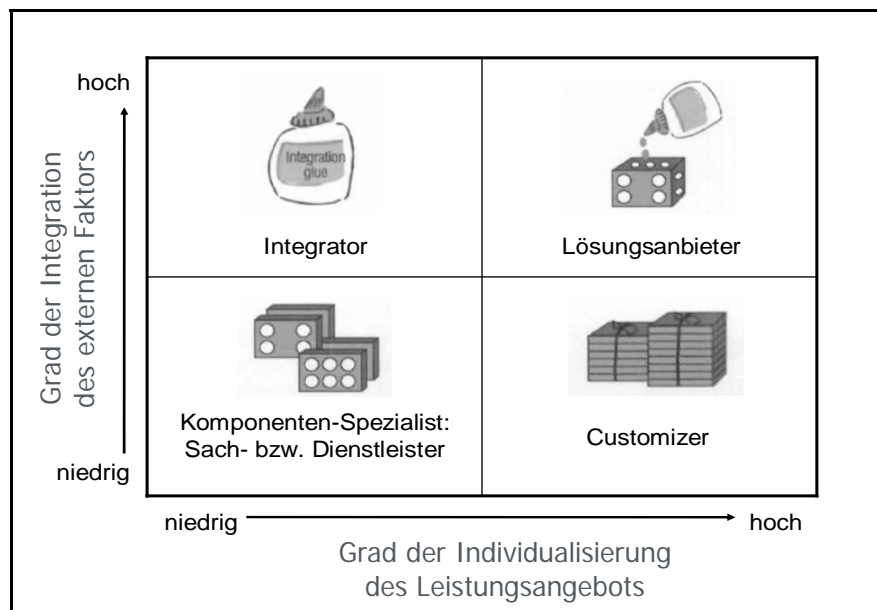 hoch
Grad der Integration
des externen Faktors
niedrig
Integration
glue
Integrator
Lösungsanbieter
Komponenten-Spezialist:
Sach- bzw. Dienstleister
Customizer
niedrig
hoch
Grad der Individualisierung
des Leistungsangebots